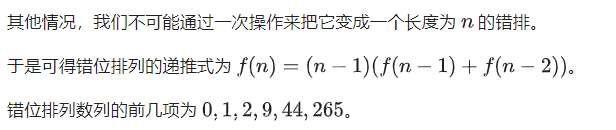 其他情况，我们不可能通过一次操作来把它变成一个长度为 n 的错排。
于是可得错位排列的递推式为 f(n) = (n − 1)(f(n − 1) + f(n − 2))。
错位排列数列的前几项为 0, 1, 2, 9, 44, 265。